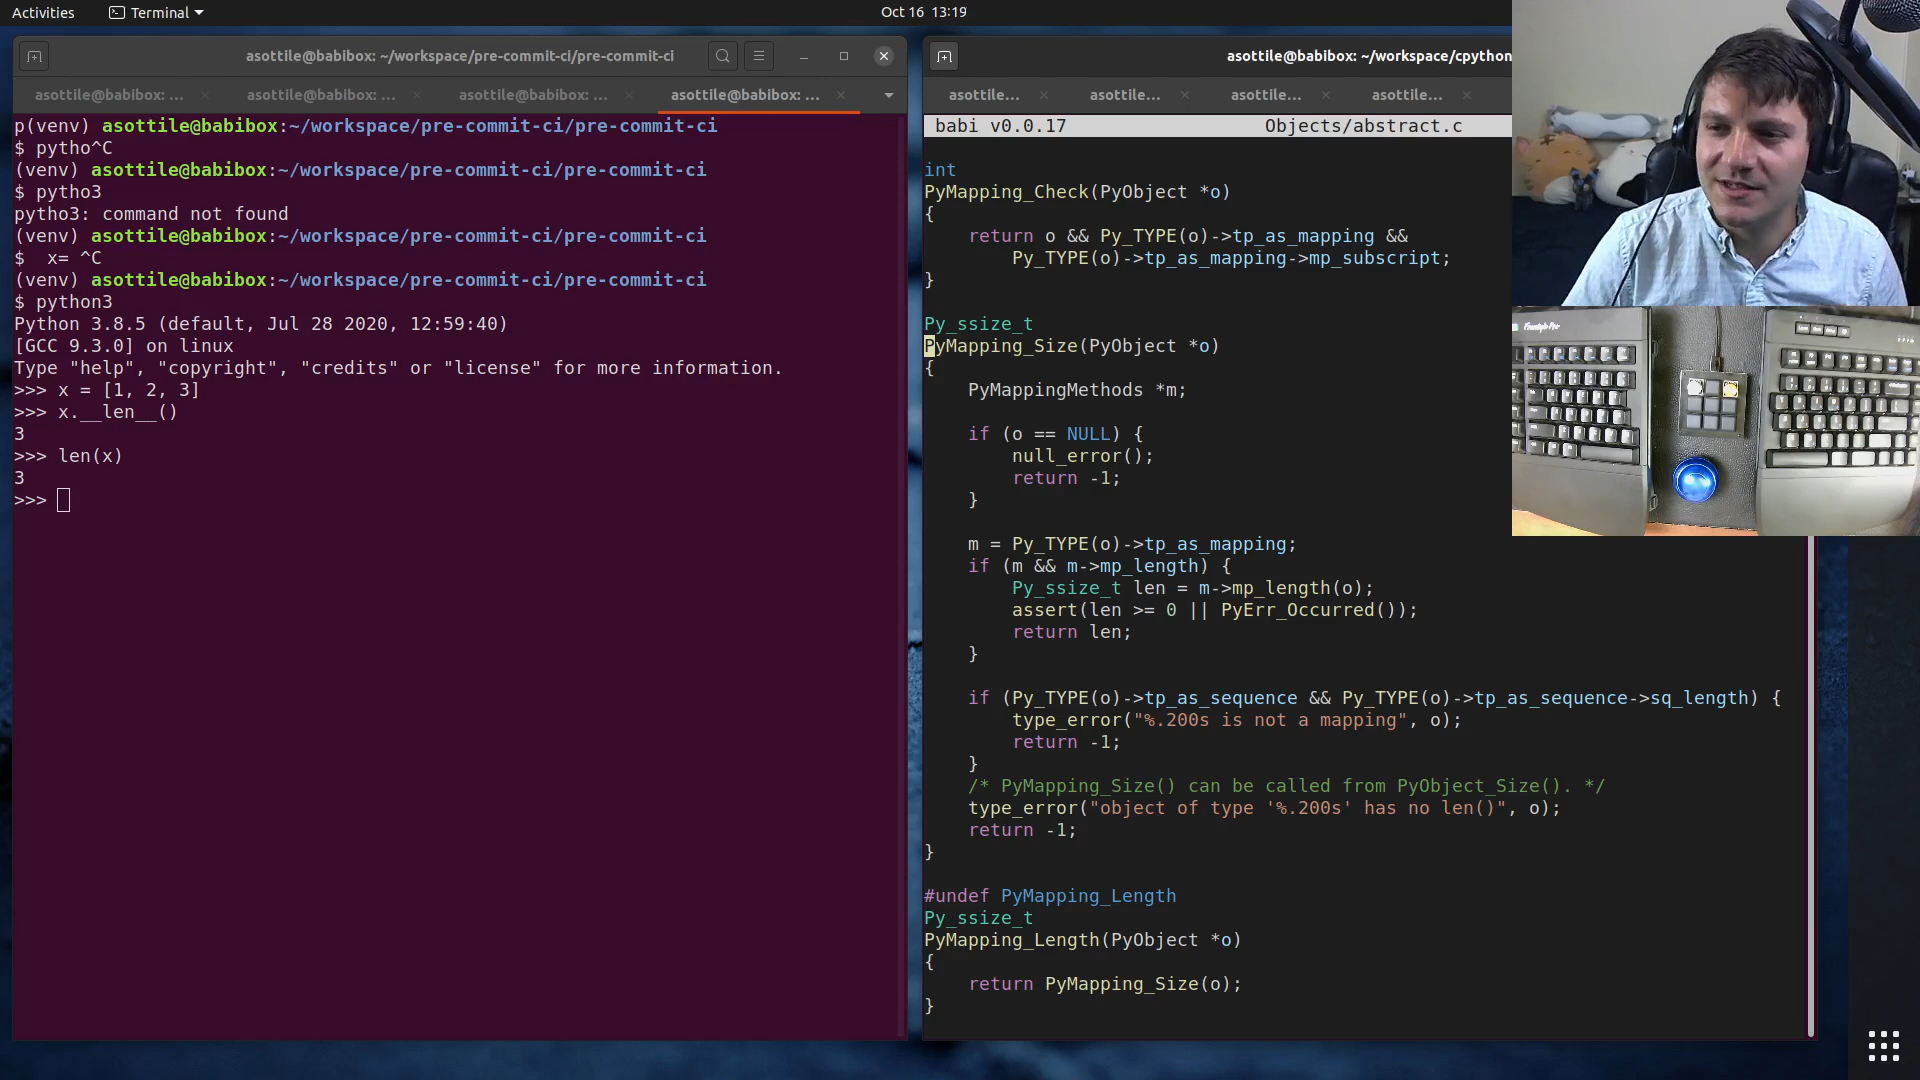 Activities
Terminal
Oct 16 13:19
asottile@babibox: ~/workspace/pre-commit-ci/pre-commit-ci
asottile@babibox: ...
asottile@babibox: ...
asottile@babibox: ...
asottile@babibox: ...
p(venv) asottile@babibox:~/workspace/pre-commit-ci/pre-commit-ci
$ pytho^C
(venv) asottile@babibox:~/workspace/pre-commit-ci/pre-commit-ci
$ pytho3
pytho3: command not found
(venv) asottile@babibox:~/workspace/pre-commit-ci/pre-commit-ci
$  x= ^C
(venv) asottile@babibox:~/workspace/pre-commit-ci/pre-commit-ci
$ python3
Python 3.8.5 (default, Jul 28 2020, 12:59:40)
[GCC 9.3.0] on linux
Type "help", "copyright", "credits" or "license" for more information.
>>> x = [1, 2, 3]
>>> x.__len__()
3
>>> len(x)
3
>>>
asottile@babibox: ~/workspace/cpython
asottile...
asottile...
asottile...
asottile...
babi v0.0.17 Objects/abstract.c
int
PyMapping_Check(PyObject *o)
{
    return o && Py_TYPE(o)->tp_as_mapping &&
        Py_TYPE(o)->tp_as_mapping->mp_subscript;
}
Py_ssize_t
PyMapping_Size(PyObject *o)
{
    PyMappingMethods *m;
    if (o == NULL) {
        null_error();
        return -1;
    }
    m = Py_TYPE(o)->tp_as_mapping;
    if (m && m->mp_length) {
        Py_ssize_t len = m->mp_length(o);
        assert(len >= 0 || PyErr_Occurred());
        return len;
    }
    if (Py_TYPE(o)->tp_as_sequence && Py_TYPE(o)->tp_as_sequence->sq_length) {
        type_error("%.200s is not a mapping", o);
        return -1;
    }
    /* PyMapping_Size() can be called from PyObject_Size(). */
    type_error("object of type '%.200s' has no len()", o);
    return -1;
}
#undef PyMapping_Length
Py_ssize_t
PyMapping_Length(PyObject *o)
{
    return PyMapping_Size(o);
}